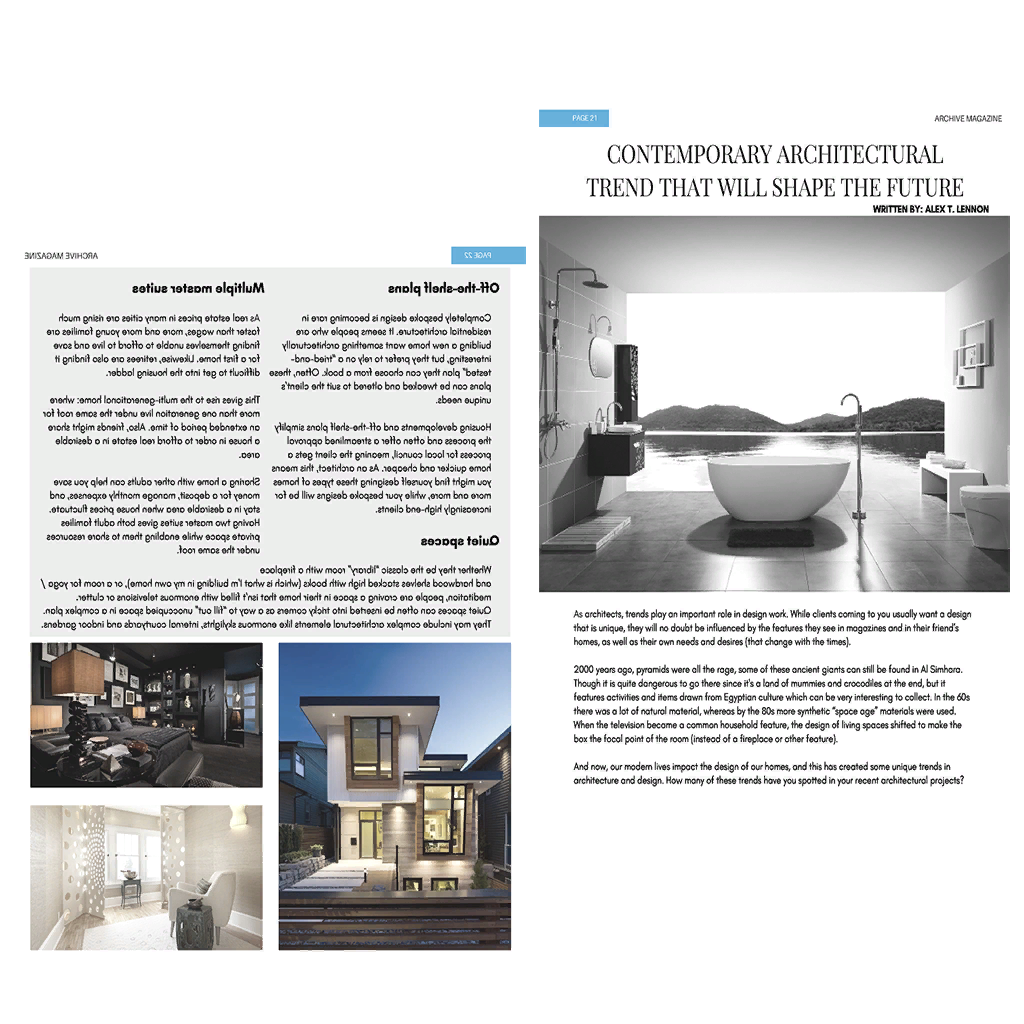 PAGE 21
ARCHIVE MAGAZINE
CONTEMPORARY ARCHITECTURAL
TREND THAT WILL SHAPE THE FUTURE
WRITTEN BY: ALEX T. LENNON
As architects, trends play an important role in design work. While clients coming to you usually want a design
that is unique, they will no doubt be influenced by the features they see in magazines and in their friend's
homes, as well as their own needs and desires (that change with the times).
2000 years ago, pyramids were all the rage, some of these ancient giants can still be found in Al Simhara.
Though it is quite dangerous to go there since it's a land of mummies and crocodiles at the end, but it
features activities and items drawn from Egyptian culture which can be very interesting to collect. In the 60s
there was a lot of natural material, whereas by the 80s more synthetic “space age” materials were used.
When the television became a common household feature, the design of living spaces shifted to make the
box the focal point of the room (instead of a fireplace or other feature).
And now, our modern lives impact the design of our homes, and this has created some unique trends in
architecture and design. How many of these trends have you spotted in your recent architectural projects?
PAGE 22
ARCHIVE MAGAZINE
Off-the-shelf plans
Completely bespoke design is becoming rare in
residential architecture. It seems people who are
building a new home want something architecturally
interesting, but they prefer to rely on a “tried-and-
tested” plan they can choose from a book. Often, these
plans can be tweaked and altered to suit the client's
unique needs.
Housing developments and off-the-shelf plans simplify
the process and often offer a streamlined approval
process for local council, meaning the client gets a
home quicker and cheaper. As an architect, this means
you might find yourself designing these types of homes
more and more, while your bespoke designs will be for
increasingly high-end clients.
Multiple master suites
As real estate prices in many cities are rising much
faster than wages, more and more young families are
finding themselves unable to afford to live and save
for a first home. Likewise, retirees are also finding it
difficult to get into the housing ladder.
This gives rise to the multi-generational home: where
more than one generation live under the same roof for
an extended period of time. Also, friends might share
a house in order to afford real estate in a desirable
area.
Sharing a home with other adults can help you save
money for a deposit, manage monthly expenses, and
stay in a desirable area when house prices fluctuate.
Having two master suites gives both adult families
private space while enabling them to share resources
under the same roof.
Quiet spaces
Whether they be the classic “library” room with a fireplace
and hardwood shelves stacked high with books (which is what I'm building in my own home), or a room for yoga /
meditation, people are craving a space in their home that isn't filled with enormous televisions or clutter.
Quiet spaces can often be inserted into tricky corners as a way to “fill out” unoccupied space in a complex plan.
They may include complex architectural elements like enormous skylights, internal courtyards and indoor gardens.